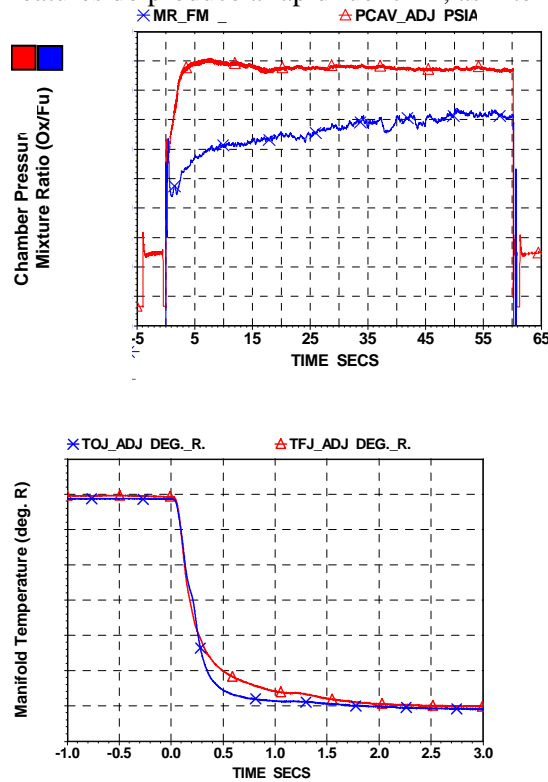 MR_FM _ PCAV_ADJ PSIA
Chamber Pressur
Mixture Ratio (Ox/Fu)
-5 5 15 25 35 45 55 65
TIME SECS
TOJ_ADJ DEG._R. TFJ_ADJ DEG._R.
Manifold Temperature (deg. R)
-1.0 -0.5 0.0 0.5 1.0 1.5 2.0 2.5 3.0
TIME SECS